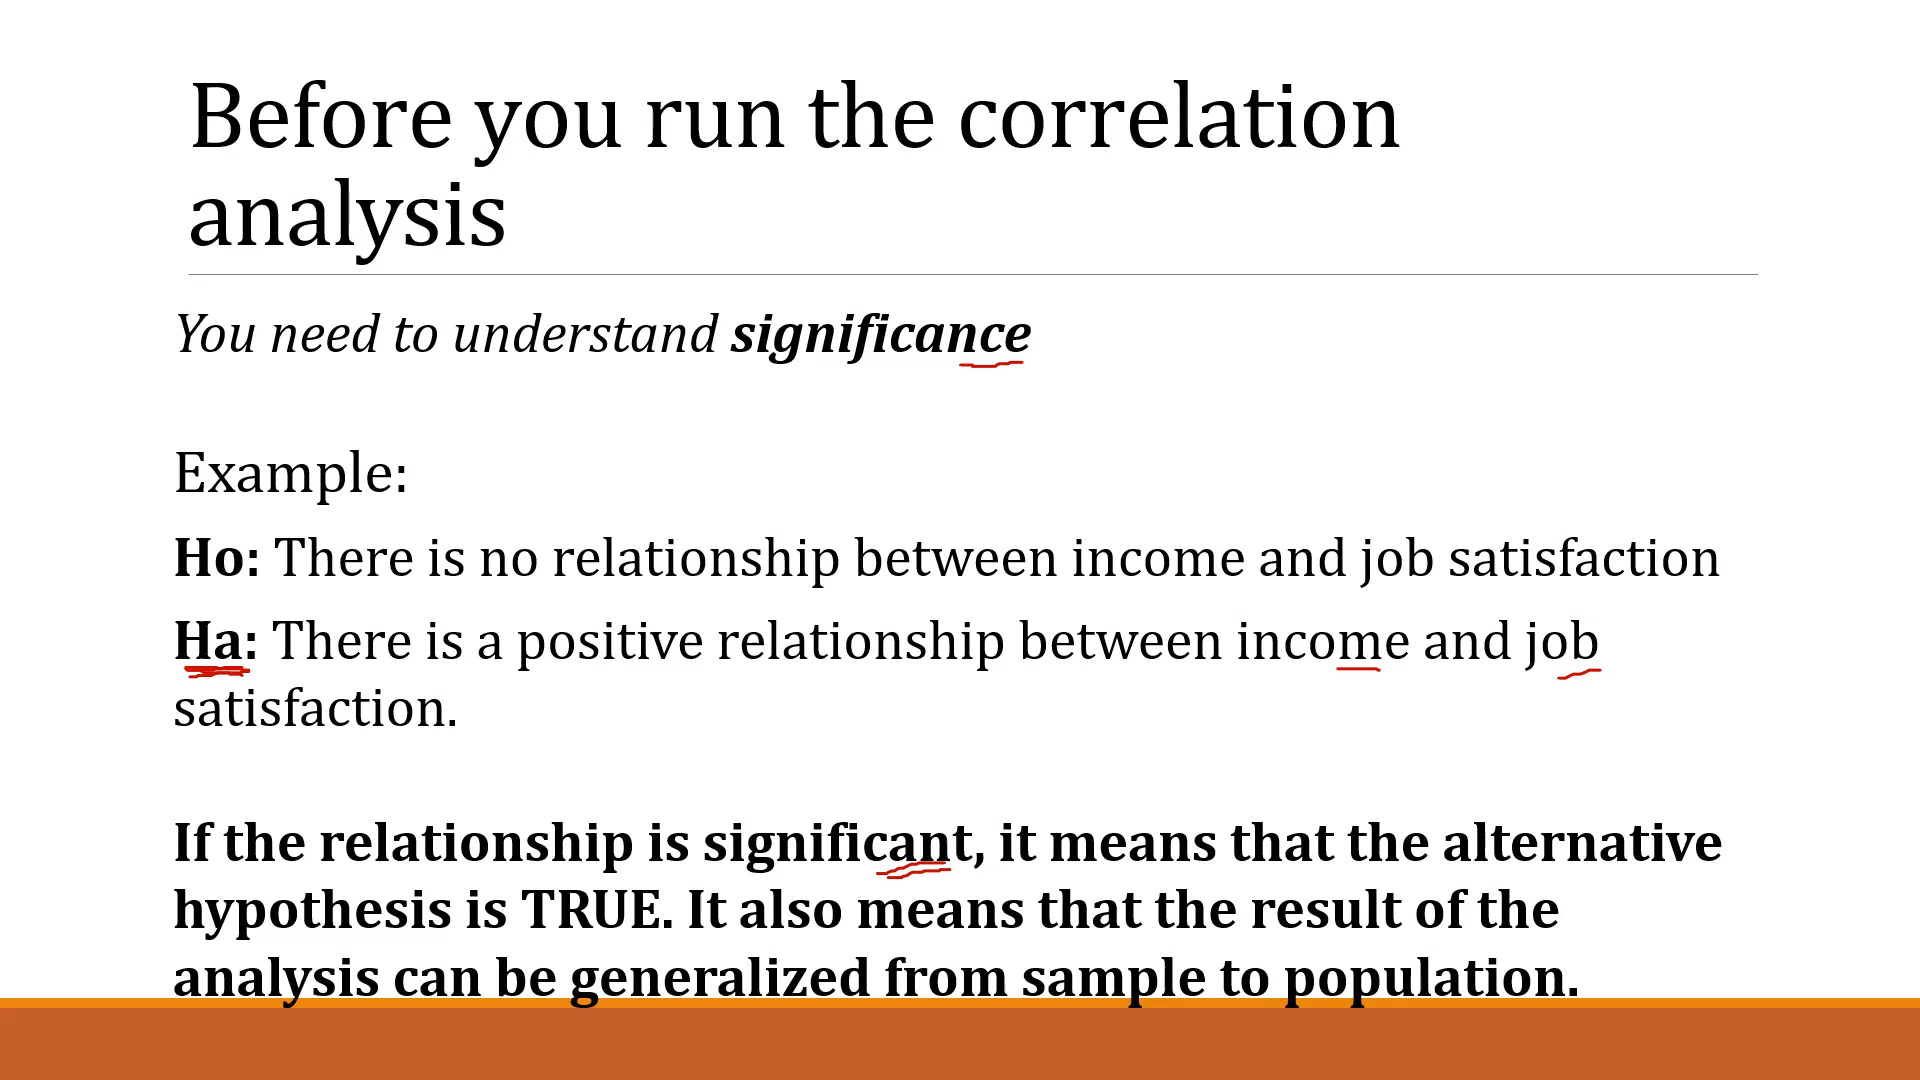 Before you run the correlation
analysis
You need to understand significance
Example:
Ho: There is no relationship between income and job satisfaction
Ha: There is a positive relationship between income and job
satisfaction.
If the relationship is significant, it means that the alternative
hypothesis is TRUE. It also means that the result of the
analysis can be generalized from sample to population.